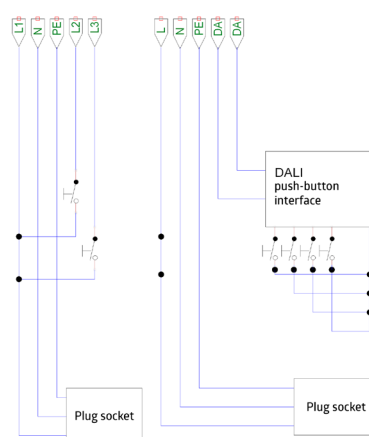 L1 N PE L2 L3 L N PE DA DA
DALI
push-button
interface
Plug socket
Plug socket